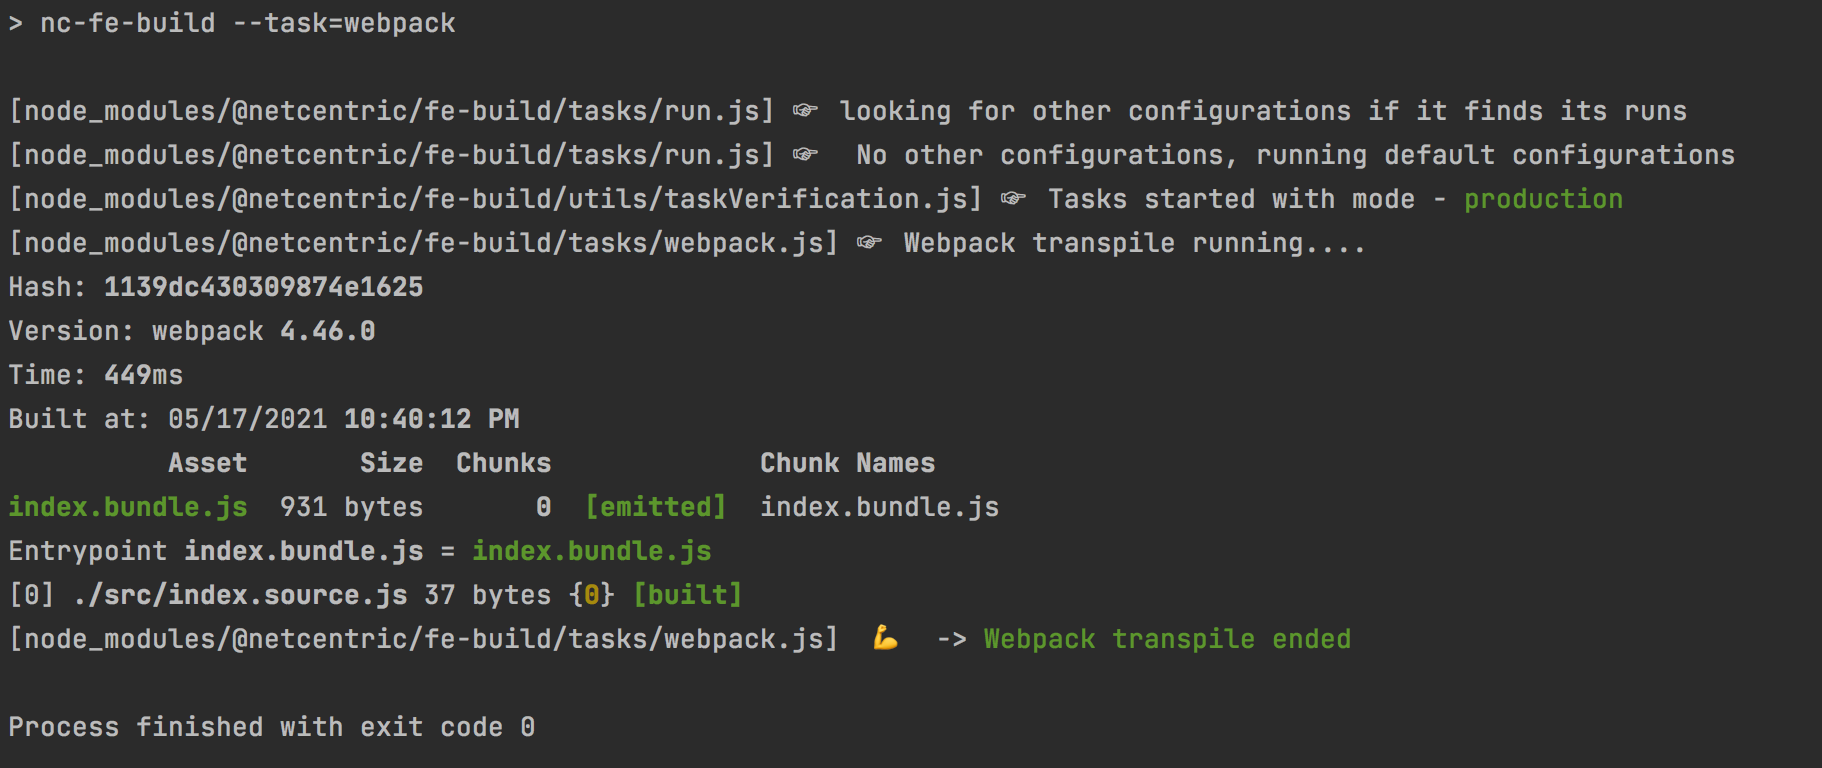 > nc-fe-build --task=webpack
[node_modules/@netcentric/fe-build/tasks/run.js] ☞ looking for other configurations if it finds its runs
[node_modules/@netcentric/fe-build/tasks/run.js] ☞ No other configurations, running default configurations
[node_modules/@netcentric/fe-build/utils/taskVerification.js] ☞ Tasks started with mode - production
[node_modules/@netcentric/fe-build/tasks/webpack.js] ☞ Webpack transpile running....
Hash: 1139dc430309874e1625
Version: webpack 4.46.0
Time: 449ms
Built at: 05/17/2021 10:40:12 PM
Asset Size Chunks Chunk Names
index.bundle.js 931 bytes 0 [emitted] index.bundle.js
Entrypoint index.bundle.js = index.bundle.js
[0] ./src/index.source.js 37 bytes {0} [built]
[node_modules/@netcentric/fe-build/tasks/webpack.js] 💪 -> Webpack transpile ended
Process finished with exit code 0